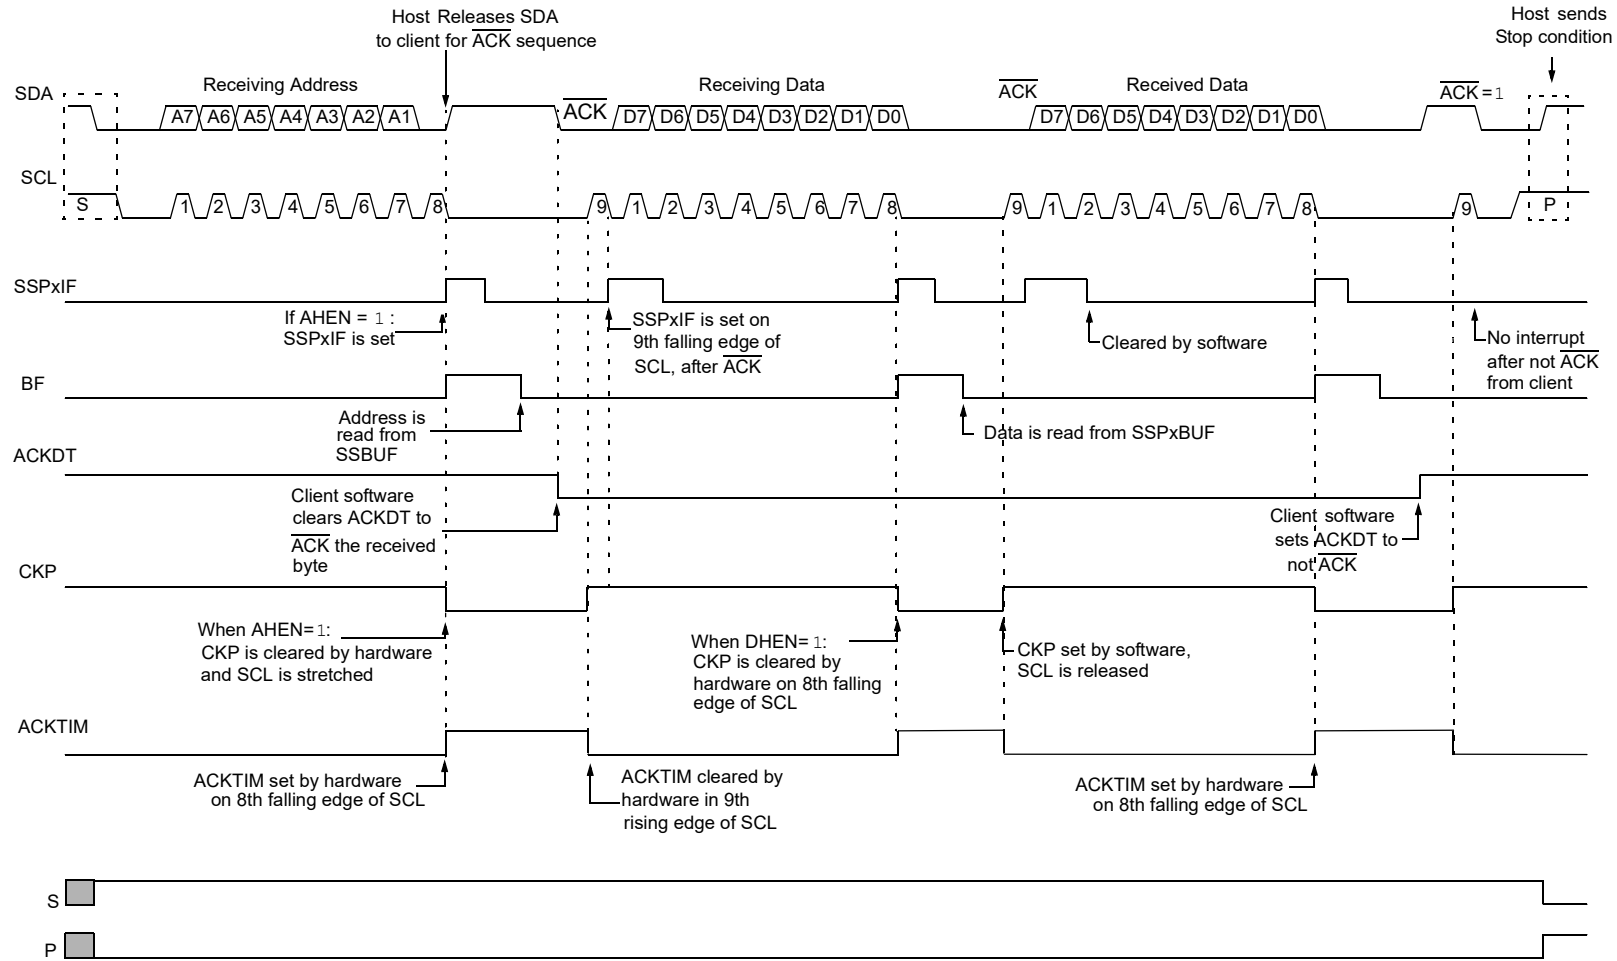 Host Releases SDA
to client for ACK sequence
Host sends
Stop condition
SDA
Receiving Address
Receiving Data
ACK
Received Data
ACK =1
A7 A6 A5 A4 A3 A2 A1
ACK
D7 D6 D5 D4 D3 D2 D1 D0
D7 D6 D5 D4 D3 D2 D1 D0
SCL
S
1 2 3 4 5 6 7 8
9 1 2 3 4 5 6 7 8
9 1 2 3 4 5 6 7 8
9
P
SSPxIF
If AHEN = 1 :
SSPxIF is set
SSPxIF is set on
9th falling edge of
SCL, after ACK
Cleared by software
No interrupt
after not ACK
from client
BF
Address is
read from
SSBUF
Data is read from SSPxBUF
ACKDT
Client software
clears ACKDT to
ACK the received
byte
Client software
sets ACKDT to
not ACK
CKP
When AHEN=1:
CKP is cleared by hardware
and SCL is stretched
When DHEN= 1:
CKP is cleared by
hardware on 8th falling
edge of SCL
CKP set by software,
SCL is released
ACKTIM
ACKTIM set by hardware
on 8th falling edge of SCL
ACKTIM cleared by
hardware in 9th
rising edge of SCL
ACKTIM set by hardware
on 8th falling edge of SCL
S
P